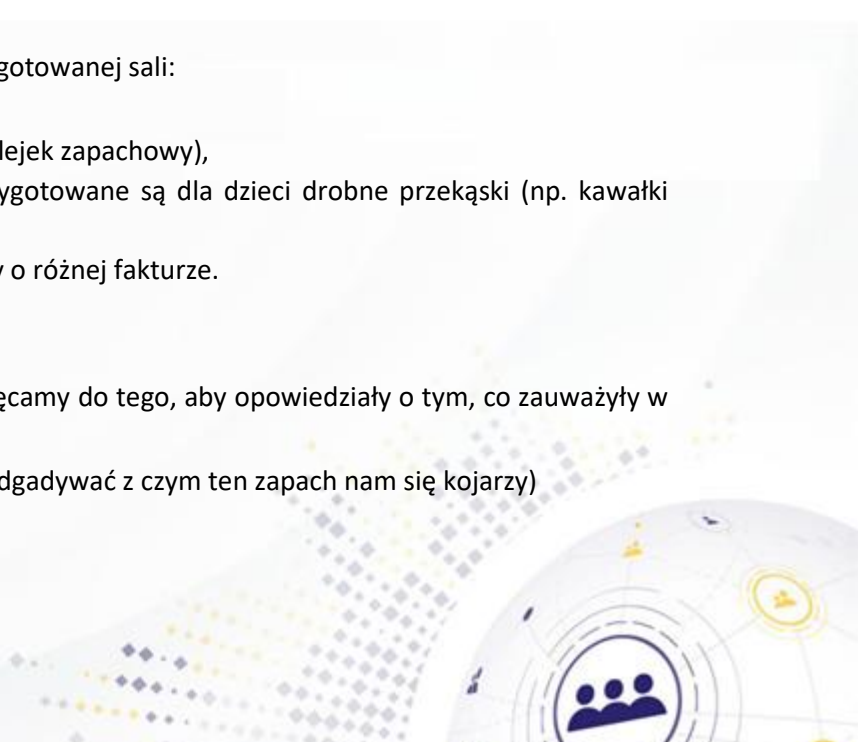 gotowanej sali:
lejek zapachowy),
ygotowane są dla dzieci drobne przekąski (np. kawałki
y o różnej fakturze.
ęcamy do tego, aby opowiedziały o tym, co zauważyły w
dgadywać z czym ten zapach nam się kojarzy)